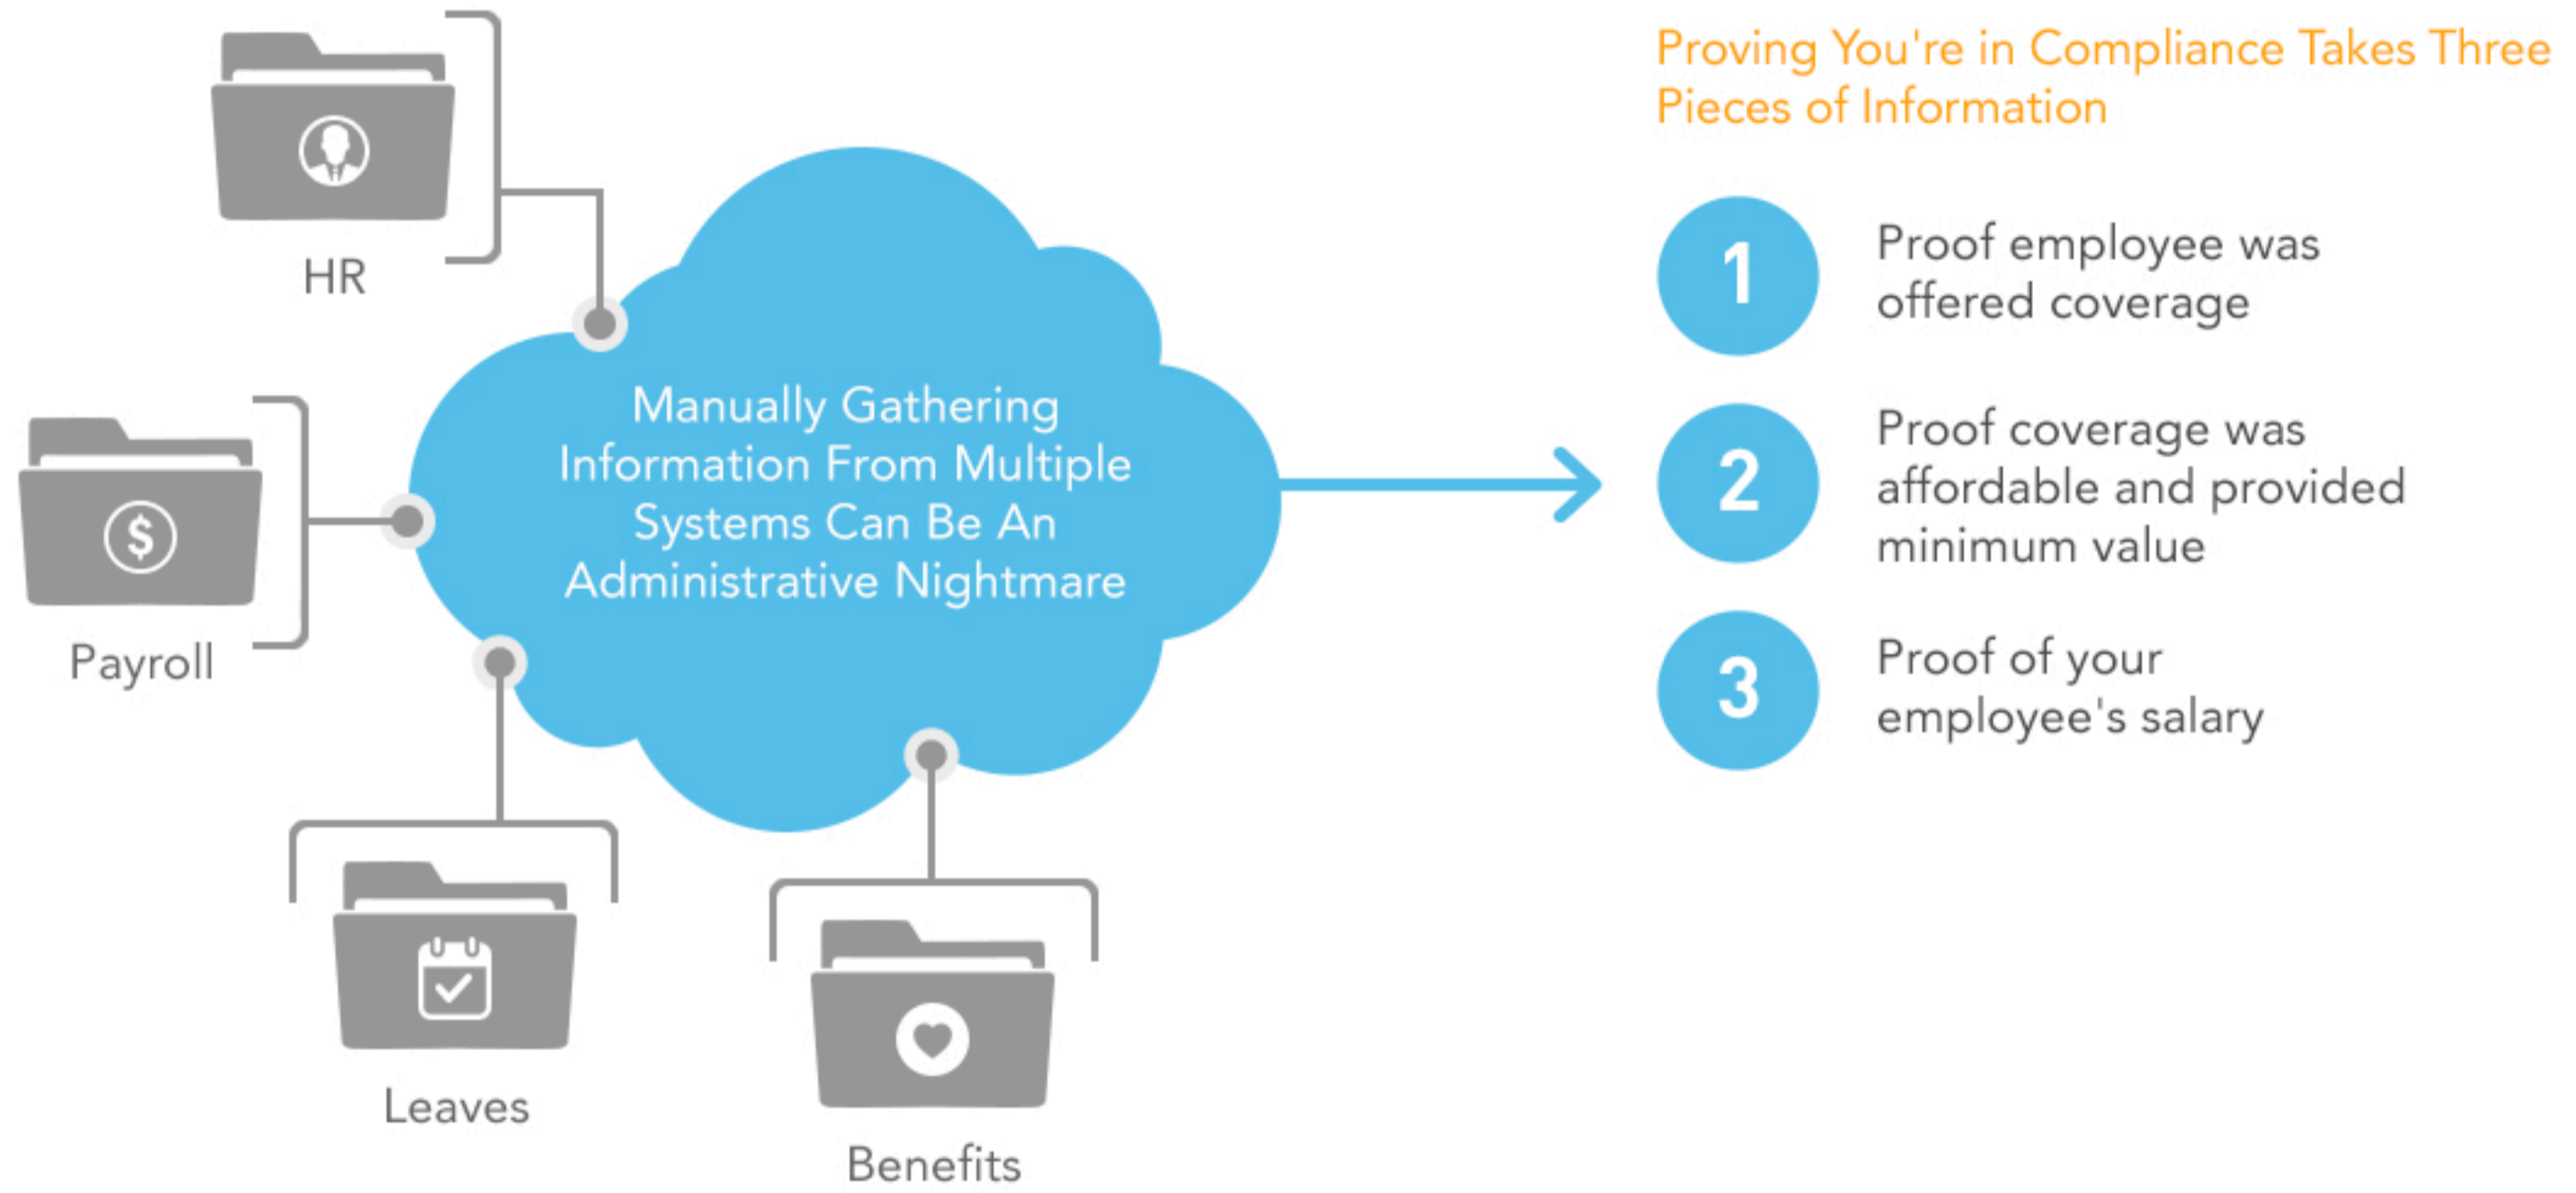 HR
Payroll
Leaves
Benefits
Manually Gathering
Information From Multiple
Systems Can Be An
Administrative Nightmare
Proving You're in Compliance Takes Three
Pieces of Information
1
Proof employee was
offered coverage
2
Proof coverage was
affordable and provided
minimum value
3
Proof of your
employee's salary
$